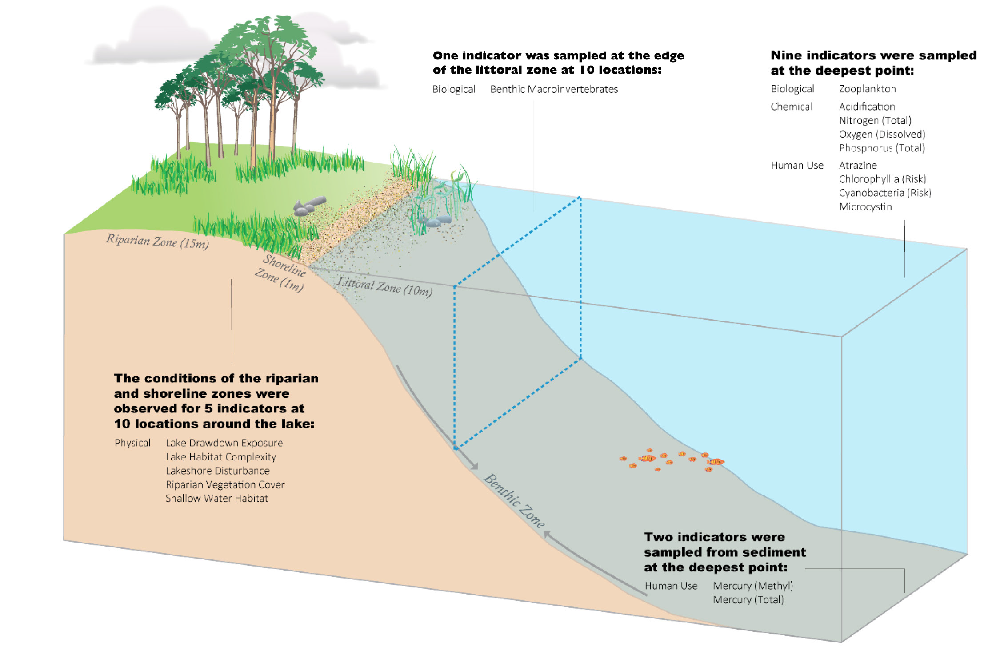 One indicator was sampled at the edge
of the littoral zone at 10 locations:
Biological Benthic Macroinvertebrates
Nine indicators were sampled
at the deepest point:
Biological Zooplankton
Chemical Acidification
Nitrogen (Total)
Oxygen (Dissolved)
Phosphorus (Total)
Human Use Atrazine
Chlorophyll a (Risk)
Cyanobacteria (Risk)
Microcystin
Riparian Zone (15m)
Shoreline
Zone (1m)
Littoral Zone (10m)
The conditions of the riparian
and shoreline zones were
observed for 5 indicators at
10 locations around the lake:
Physical Lake Drawdown Exposure
Lake Habitat Complexity
Lakeshore Disturbance
Riparian Vegetation Cover
Shallow Water Habitat
Benthic Zone
Two indicators were
sampled from sediment
at the deepest point:
Human Use Mercury (Methyl)
Mercury (Total)